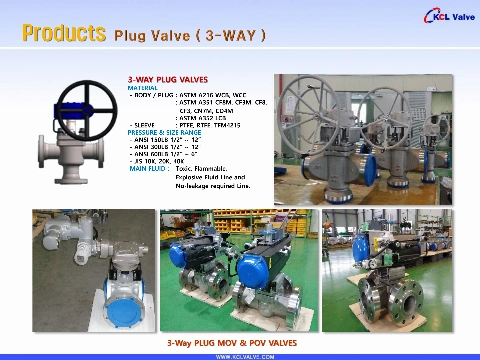 Products Plug Valve ( 3-WAY )
KCL Valve
3-WAY PLUG VALVES
MATERIAL
- BODY / PLUG : ASTM A216 WCB, WCC
: ASTM A351 CF8M, CF3M, CF8,
CF3, CN7M, CD4M
: ASTM A352 LCB
- SLEEVE : PTFE, RTFE, TFM4215
PRESSURE & SIZE RANGE
- ANSI 150LB 1/2" ~ 12"
- ANSI 300LB 1/2" ~ 12"
- ANSI 600LB 1/2" ~ 6"
- JIS 10K, 20K, 40K
MAIN FLUID : Toxic, Flammable,
Explosive Fluid Line and
No-leakage required Line.
3-Way PLUG MOV & POV VALVES
WWW.KCLVALVE.COM